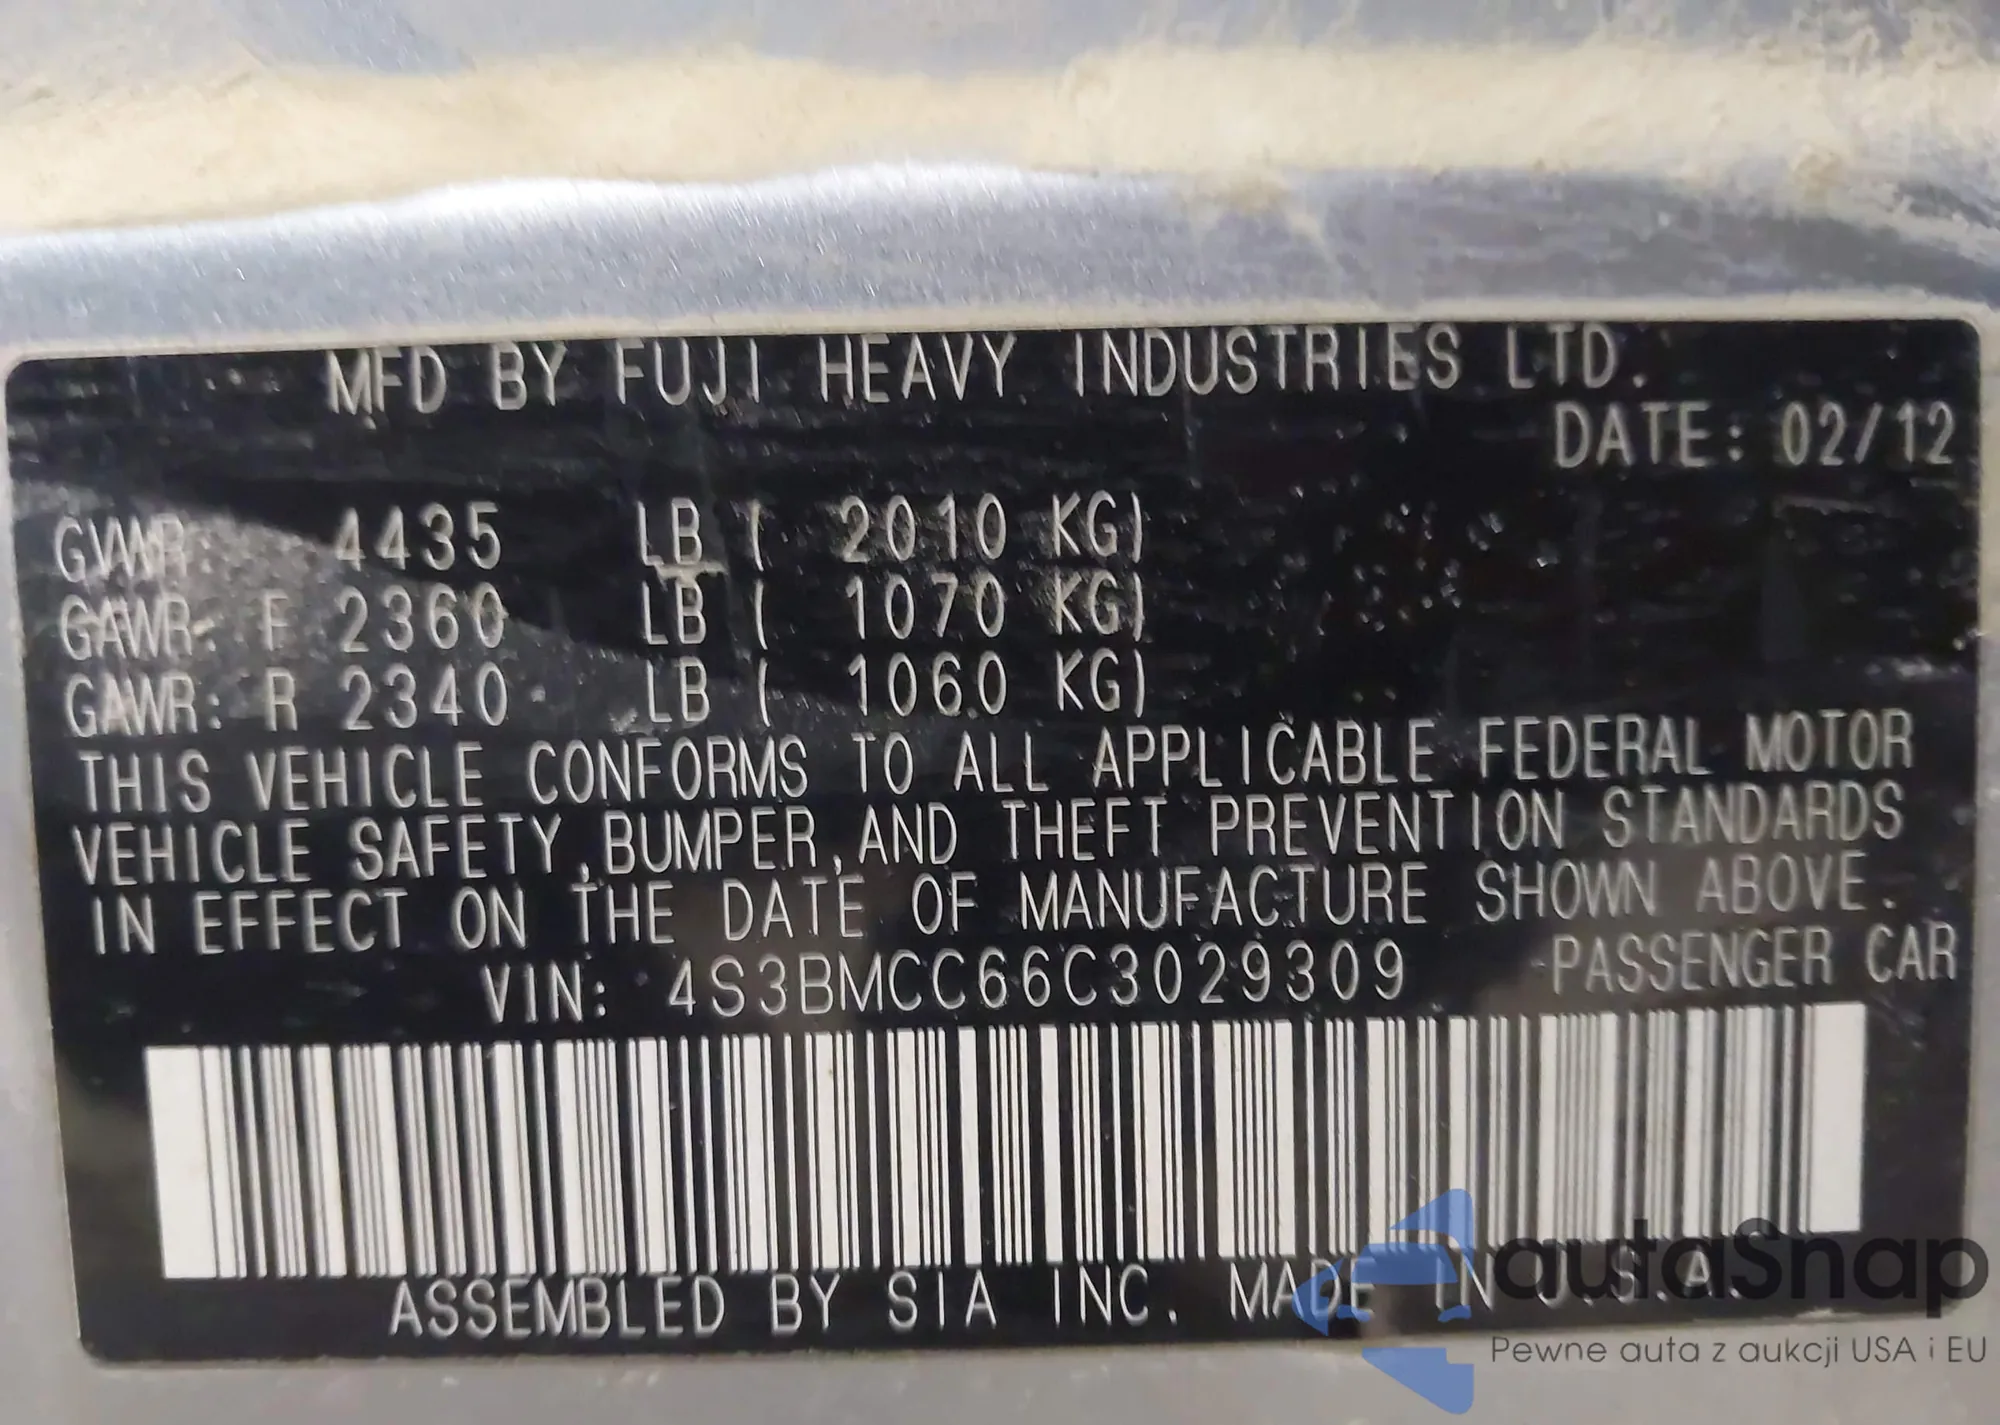 MFD BY FUJI HEAVY INDUSTRIES LTD.
DATE: 02/12
GVWR: 4435 LB ( 2010 KG)
GAWR: F 2360 LB ( 1070 KG)
GAWR: R 2340 LB ( 1060 KG)
THIS VEHICLE CONFORMS TO ALL APPLICABLE FEDERAL MOTOR
VEHICLE SAFETY,BUMPER,AND THEFT PREVENTION STANDARDS
IN EFFECT ON THE DATE OF MANUFACTURE SHOWN ABOVE.
VIN: 4S3BMCC66C3029309 PASSENGER CAR
ASSEMBLED BY SIA INC. MADE IN U.S.A.
autaSnap
Pewne auta z aukcji USA i EU